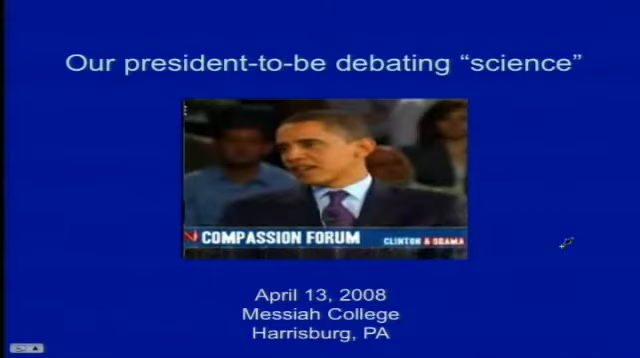 Our president-to-be debating “science”
COMPASSION FORUM
CLINTON & OBAMA
April 13, 2008
Messiah College
Harrisburg, PA